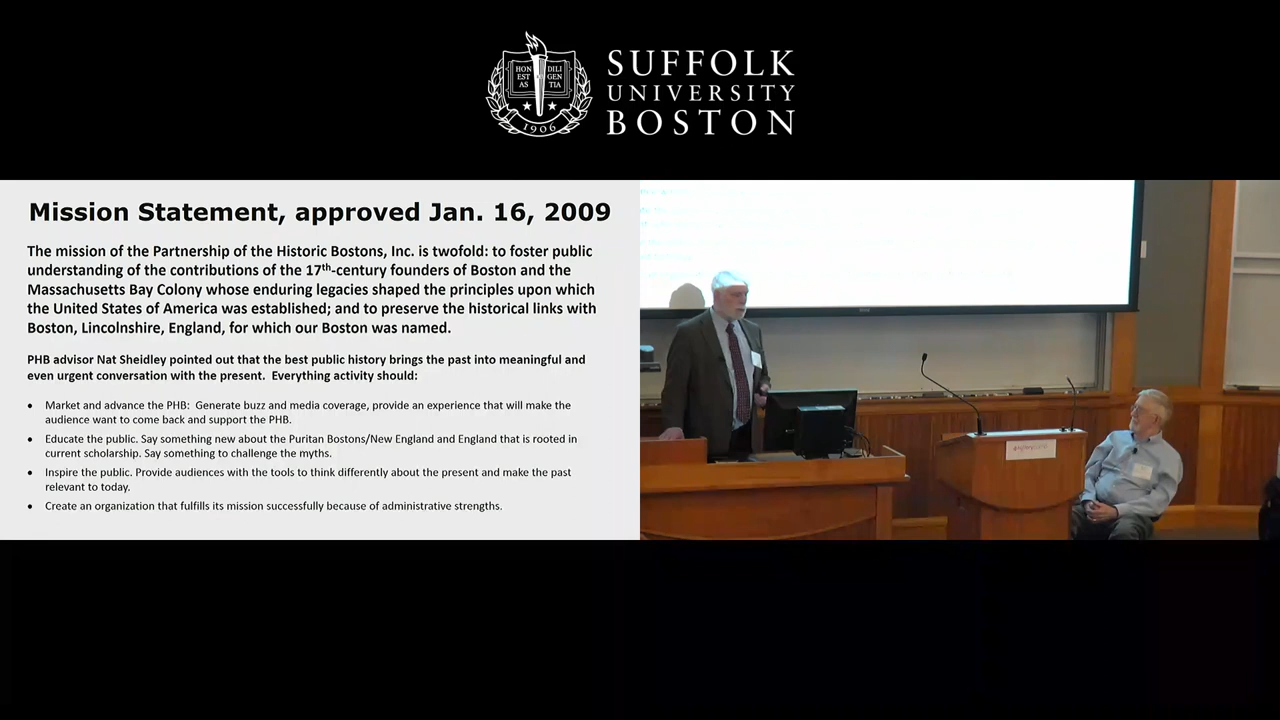 HON
EST
AS
DILI
GEN
TIA
1906
SUFFOLK
UNIVERSITY
BOSTON
Mission Statement, approved Jan. 16, 2009
The mission of the Partnership of the Historic Bostons, Inc. is twofold: to foster public
understanding of the contributions of the 17th-century founders of Boston and the
Massachusetts Bay Colony whose enduring legacies shaped the principles upon which
the United States of America was established; and to preserve the historical links with
Boston, Lincolnshire, England, for which our Boston was named.
PHB advisor Nat Sheidley pointed out that the best public history brings the past into meaningful and
even urgent conversation with the present.  Everything activity should:
• Market and advance the PHB:  Generate buzz and media coverage, provide an experience that will make the
audience want to come back and support the PHB.
• Educate the public. Say something new about the Puritan Bostons/New England and England that is rooted in
current scholarship. Say something to challenge the myths.
• Inspire the public. Provide audiences with the tools to think differently about the present and make the past
relevant to today.
• Create an organization that fulfills its mission successfully because of administrative strengths.